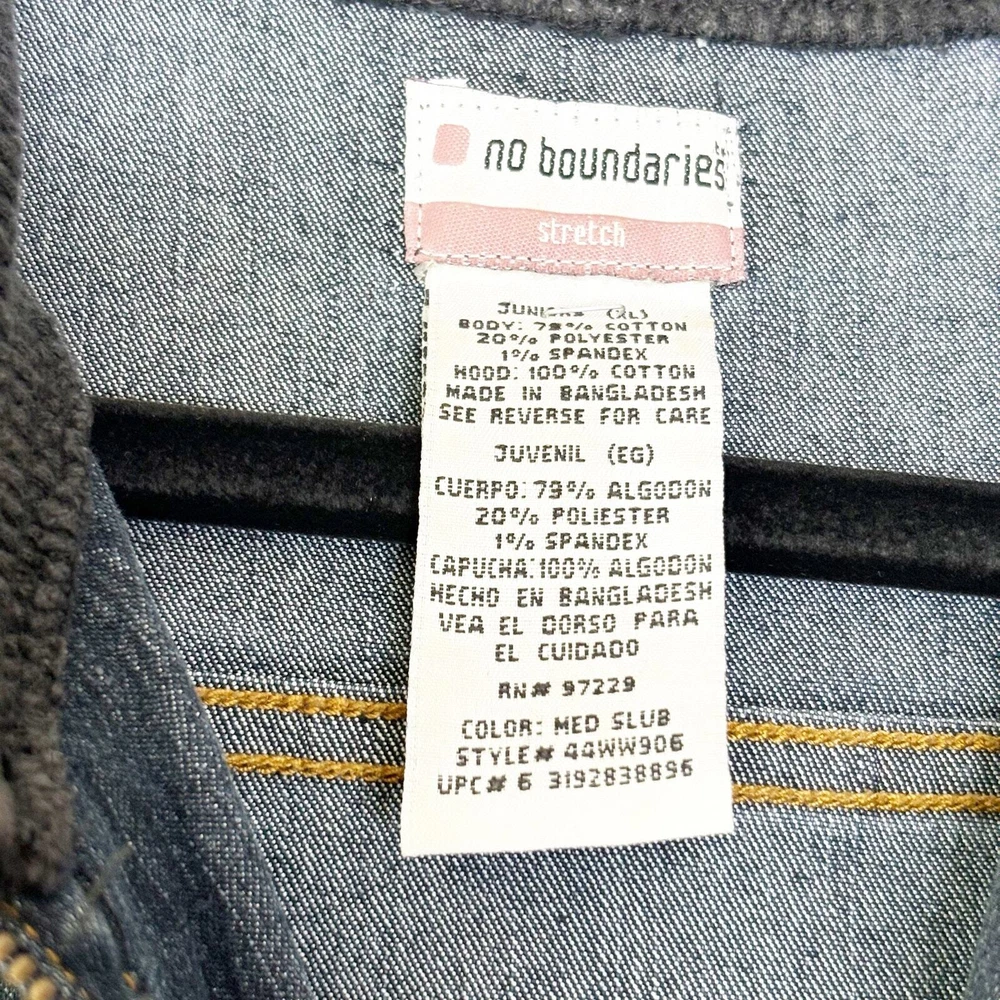 no boundaries
stretch
JUNIORS (XL)
BODY: 79% COTTON
20% POLYESTER
1% SPANDEX
HOOD: 100% COTTON
MADE IN BANGLADESH
SEE REVERSE FOR CARE
JUVENIL (EG)
CUERPO: 79% ALGODON
20% POLIESTER
1% SPANDEX
CAPUCHA: 100% ALGODON
HECHO EN BANGLADESH
VEA EL DORSO PARA
EL CUIDADO
RN# 97229
COLOR: MED SLUB
STYLE# 44WW906
UPC# 6 3192838896